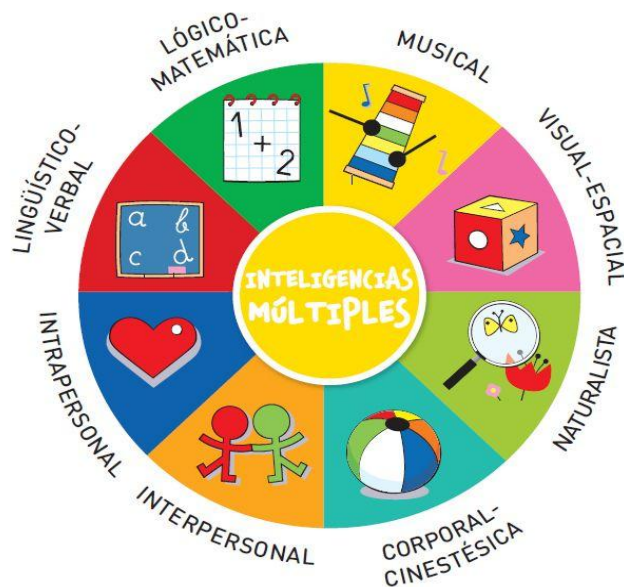 LÓGICO-
MATEMÁTICA
MUSICAL
VISUAL-ESPACIAL
NATURALISTA
CORPORAL-
CINESTÉSICA
INTERPERSONAL
INTRAPERSONAL
LINGÜÍSTICO-
VERBAL
INTELIGENCIAS
MÚLTIPLES
1
+
2
a b
c d